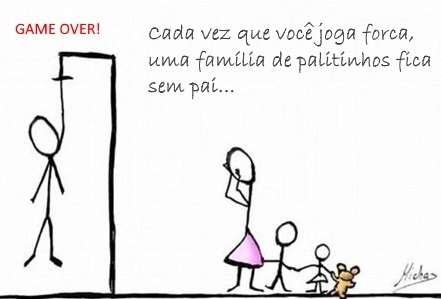 GAME OVER!
Cada vez que você joga forca,
uma família de palitinhos fica
sem pai...
Michas